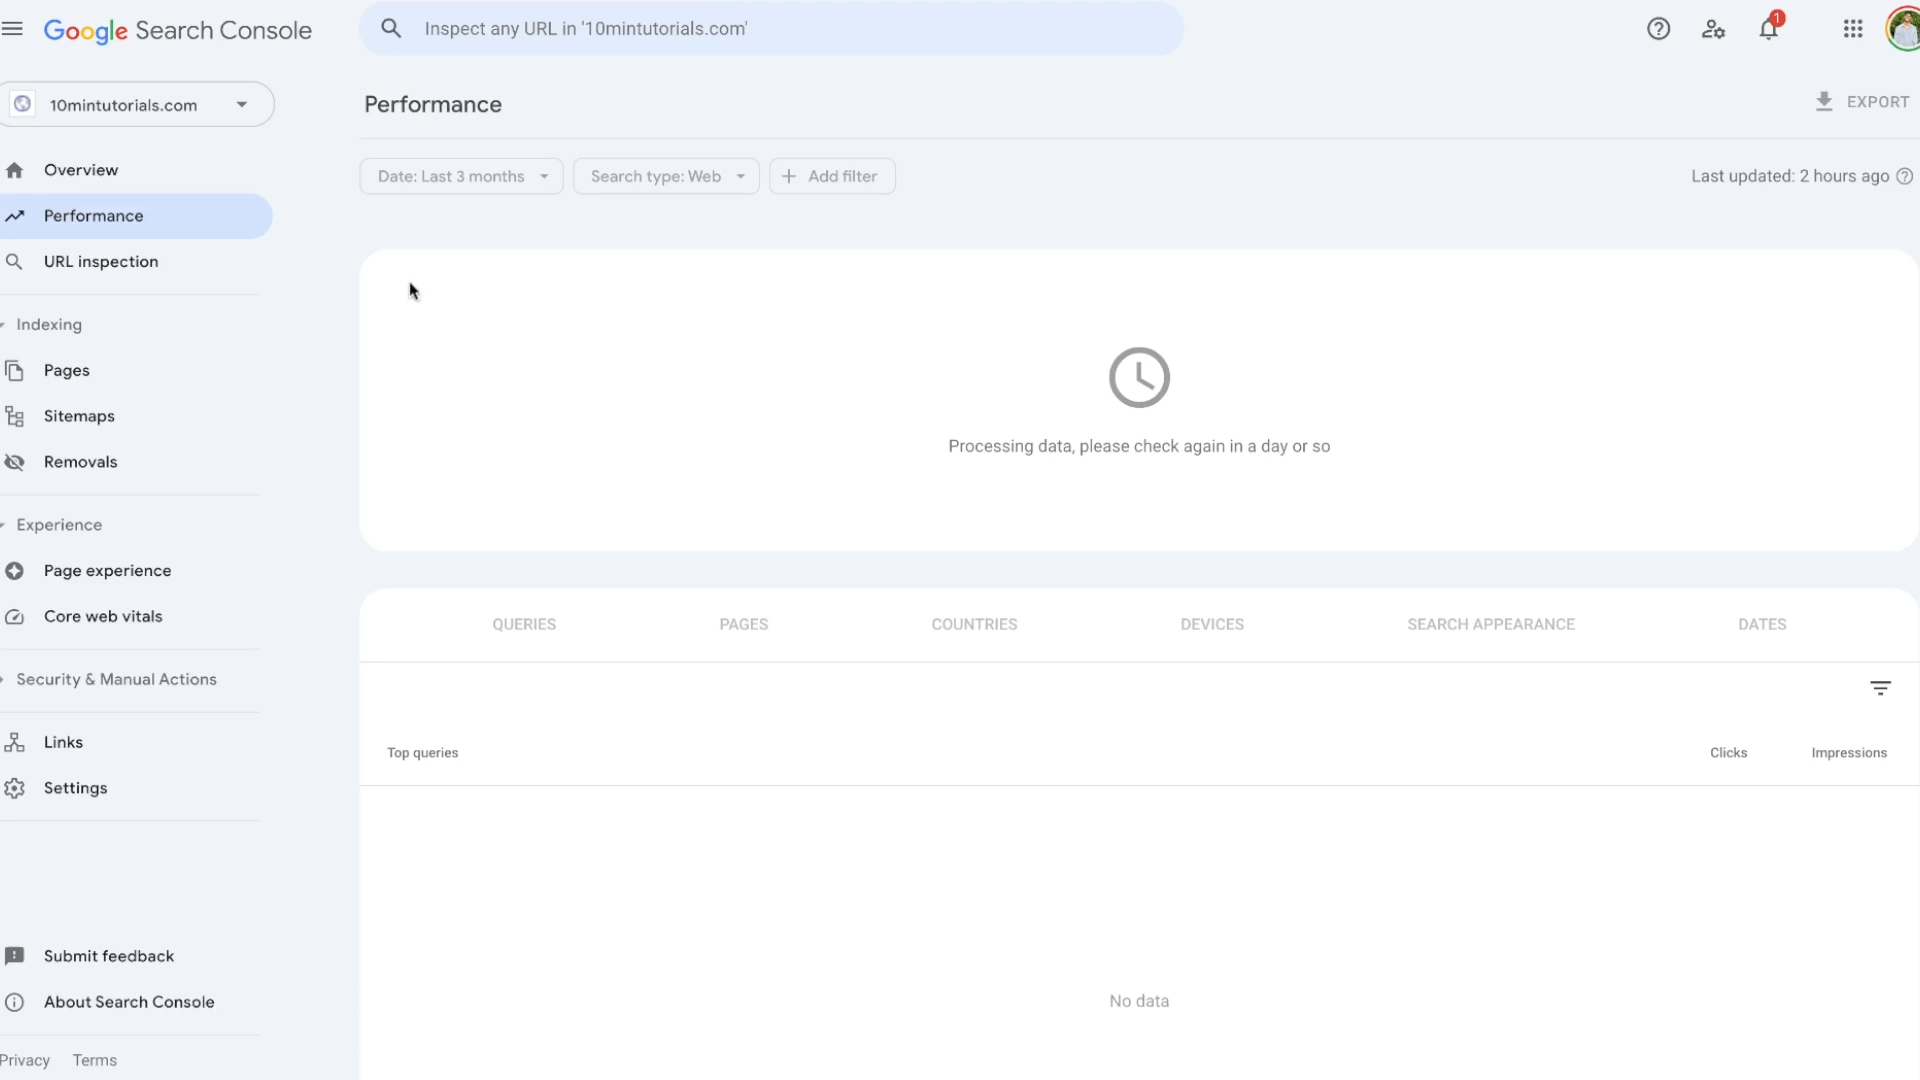 Google Search Console
Inspect any URL in '10mintutorials.com'
1
10mintutorials.com
Performance
EXPORT
Date: Last 3 months
Search type: Web
Add filter
Last updated: 2 hours ago
Overview
Performance
URL inspection
Indexing
Pages
Sitemaps
Removals
Experience
Page experience
Core web vitals
Security & Manual Actions
Links
Settings
Submit feedback
About Search Console
Privacy Terms
Processing data, please check again in a day or so
QUERIES PAGES COUNTRIES DEVICES SEARCH APPEARANCE DATES
Top queries Clicks Impressions
No data